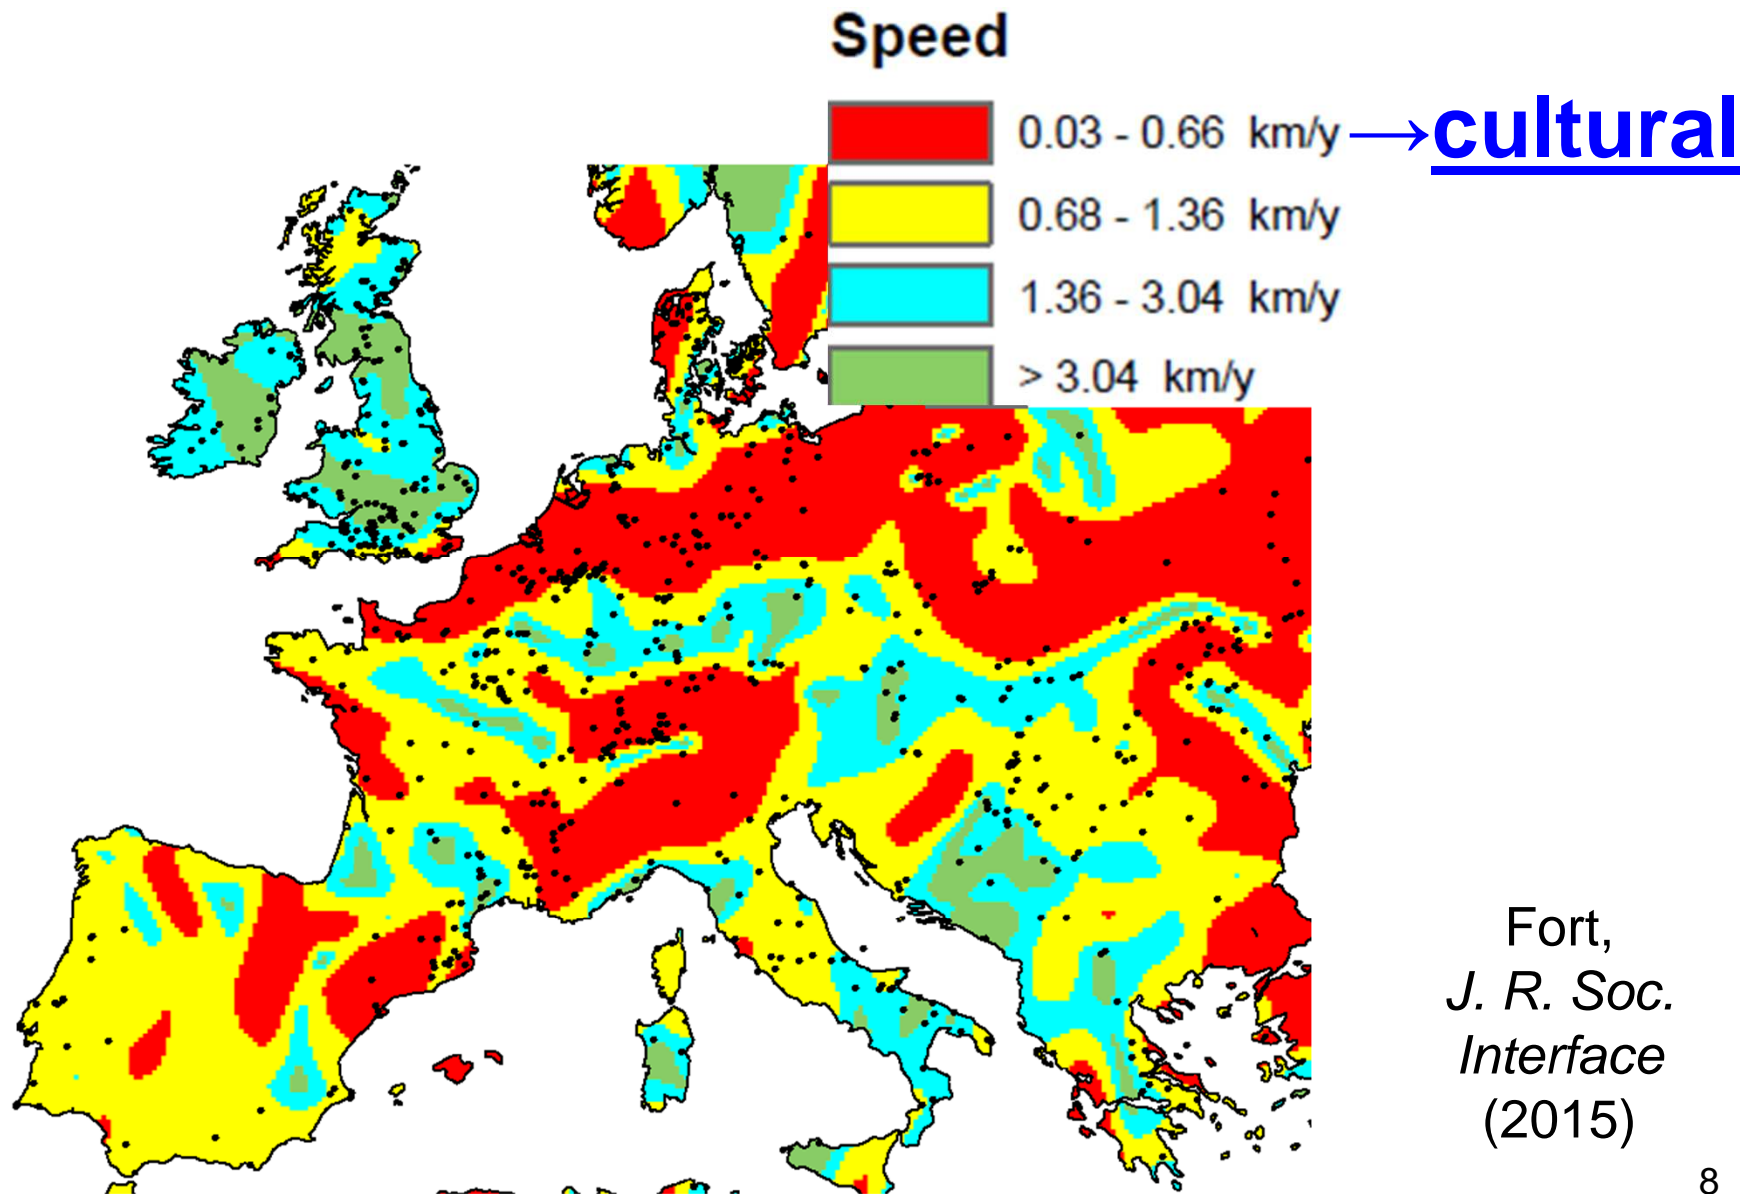 Speed
0.03 - 0.66 km/y → cultural
0.68 - 1.36 km/y
1.36 - 3.04 km/y
> 3.04 km/y
Fort,
J. R. Soc.
Interface
(2015)
8